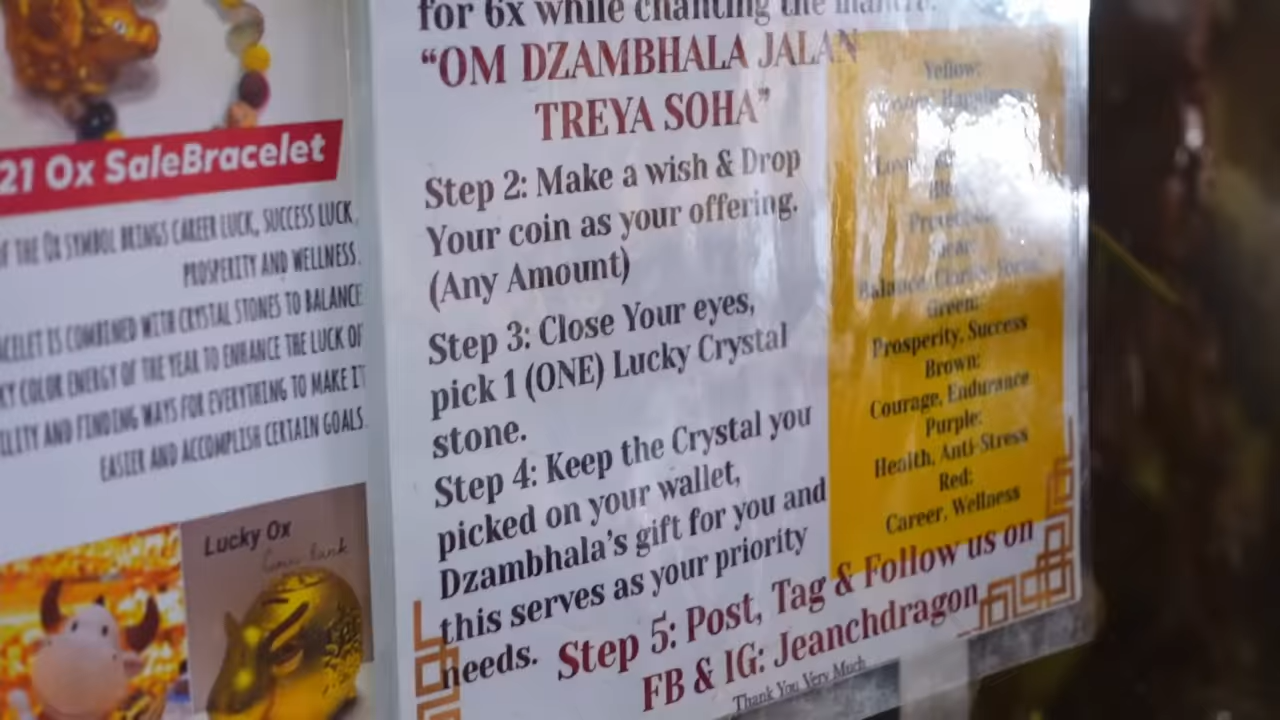 21 Ox SaleBracelet
OF THE OX SYMBOL BRINGS CAREER LUCK, SUCCESS LUCK,
PROSPERITY AND WELLNESS.
ACELET IS COMBINED WITH CRYSTAL STONES TO BALANCE
KY COLOR ENERGY OF THE YEAR TO ENHANCE THE LUCK OF
ILITY AND FINDING WAYS FOR EVERYTHING TO MAKE IT
EASIER AND ACCOMPLISH CERTAIN GOALS.
Lucky Ox
for 6x while chanting the mantra:
“OM DZAMBHALA JALAN
TREYA SOHA”
Step 2: Make a wish & Drop
Your coin as your offering.
(Any Amount)
Step 3: Close Your eyes,
pick 1 (ONE) Lucky Crystal
stone.
Step 4: Keep the Crystal you
picked on your wallet,
Dzambhala's gift for you and
this serves as your priority
needs.
Step 5: Post, Tag & Follow us on
FB & IG: Jeanchdragon
Thank You Very Much
Yellow:
Balance, Clarity, Focus
Green:
Prosperity, Success
Brown:
Courage, Endurance
Purple:
Health, Anti-Stress
Red:
Career, Wellness